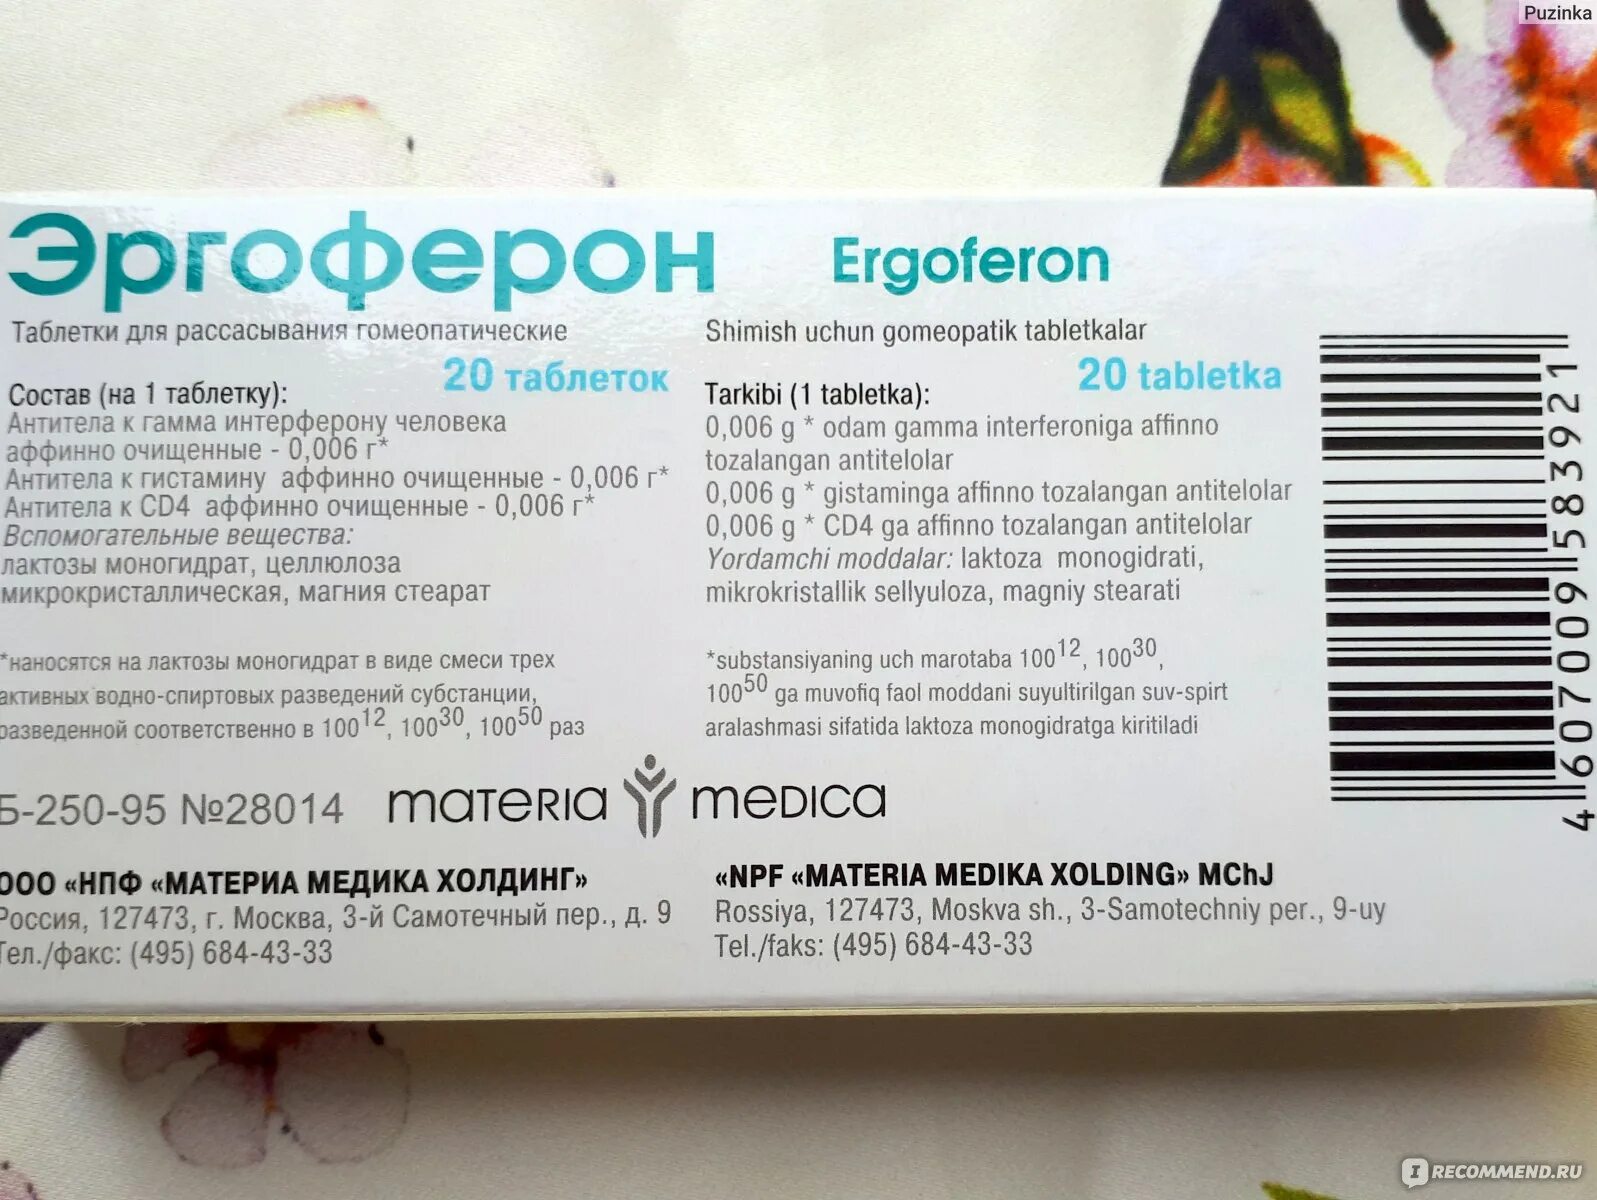 Puzinka
Эргоферон
Таблетки для рассасывания гомеопатические
20 таблеток
Состав (на 1 таблетку):
Антитела к гамма интерферону человека
аффинно очищенные - 0,006 г*
Антитела к гистамину аффинно очищенные - 0,006 г*
Антитела к CD4 аффинно очищенные - 0,006 г*
Вспомогательные вещества:
лактозы моногидрат, целлюлоза
микрокристаллическая, магния стеарат
*наносятся на лактозы моногидрат в виде смеси трех
активных водно-спиртовых разведений субстанции,
разведенной соответственно в 100¹², 100³⁰, 100⁵⁰ раз
Ergoferon
Shimish uchun gomeopatik tabletkalar
20 tabletka
Tarkibi (1 tabletka):
0,006 g * odam gamma interferoniga affinno
tozalangan antitelolar
0,006 g * gistaminga affinno tozalangan antitelolar
0,006 g * CD4 ga affinno tozalangan antitelolar
Yordamchi moddalar: laktoza monogidrati,
mikrokristallik sellyuloza, magniy stearati
*substansiyaning uch marotaba 100¹², 100³⁰,
100⁵⁰ ga muvofiq faol moddani suyultirilgan suv-spirt
aralashmasi sifatida laktoza monogidratga kiritiladi
4 607009 583921
Б-250-95 №28014
materia medica
ООО «НПФ «МАТЕРИА МЕДИКА ХОЛДИНГ»
Россия, 127473, г. Москва, 3-й Самотечный пер., д. 9
Тел./факс: (495) 684-43-33
«NPF «MATERIA MEDIKA XOLDING» MChJ
Rossiya, 127473, Moskva sh., 3-Samotechniy per., 9-uy
Tel./faks: (495) 684-43-33
RECOMMEND.RU